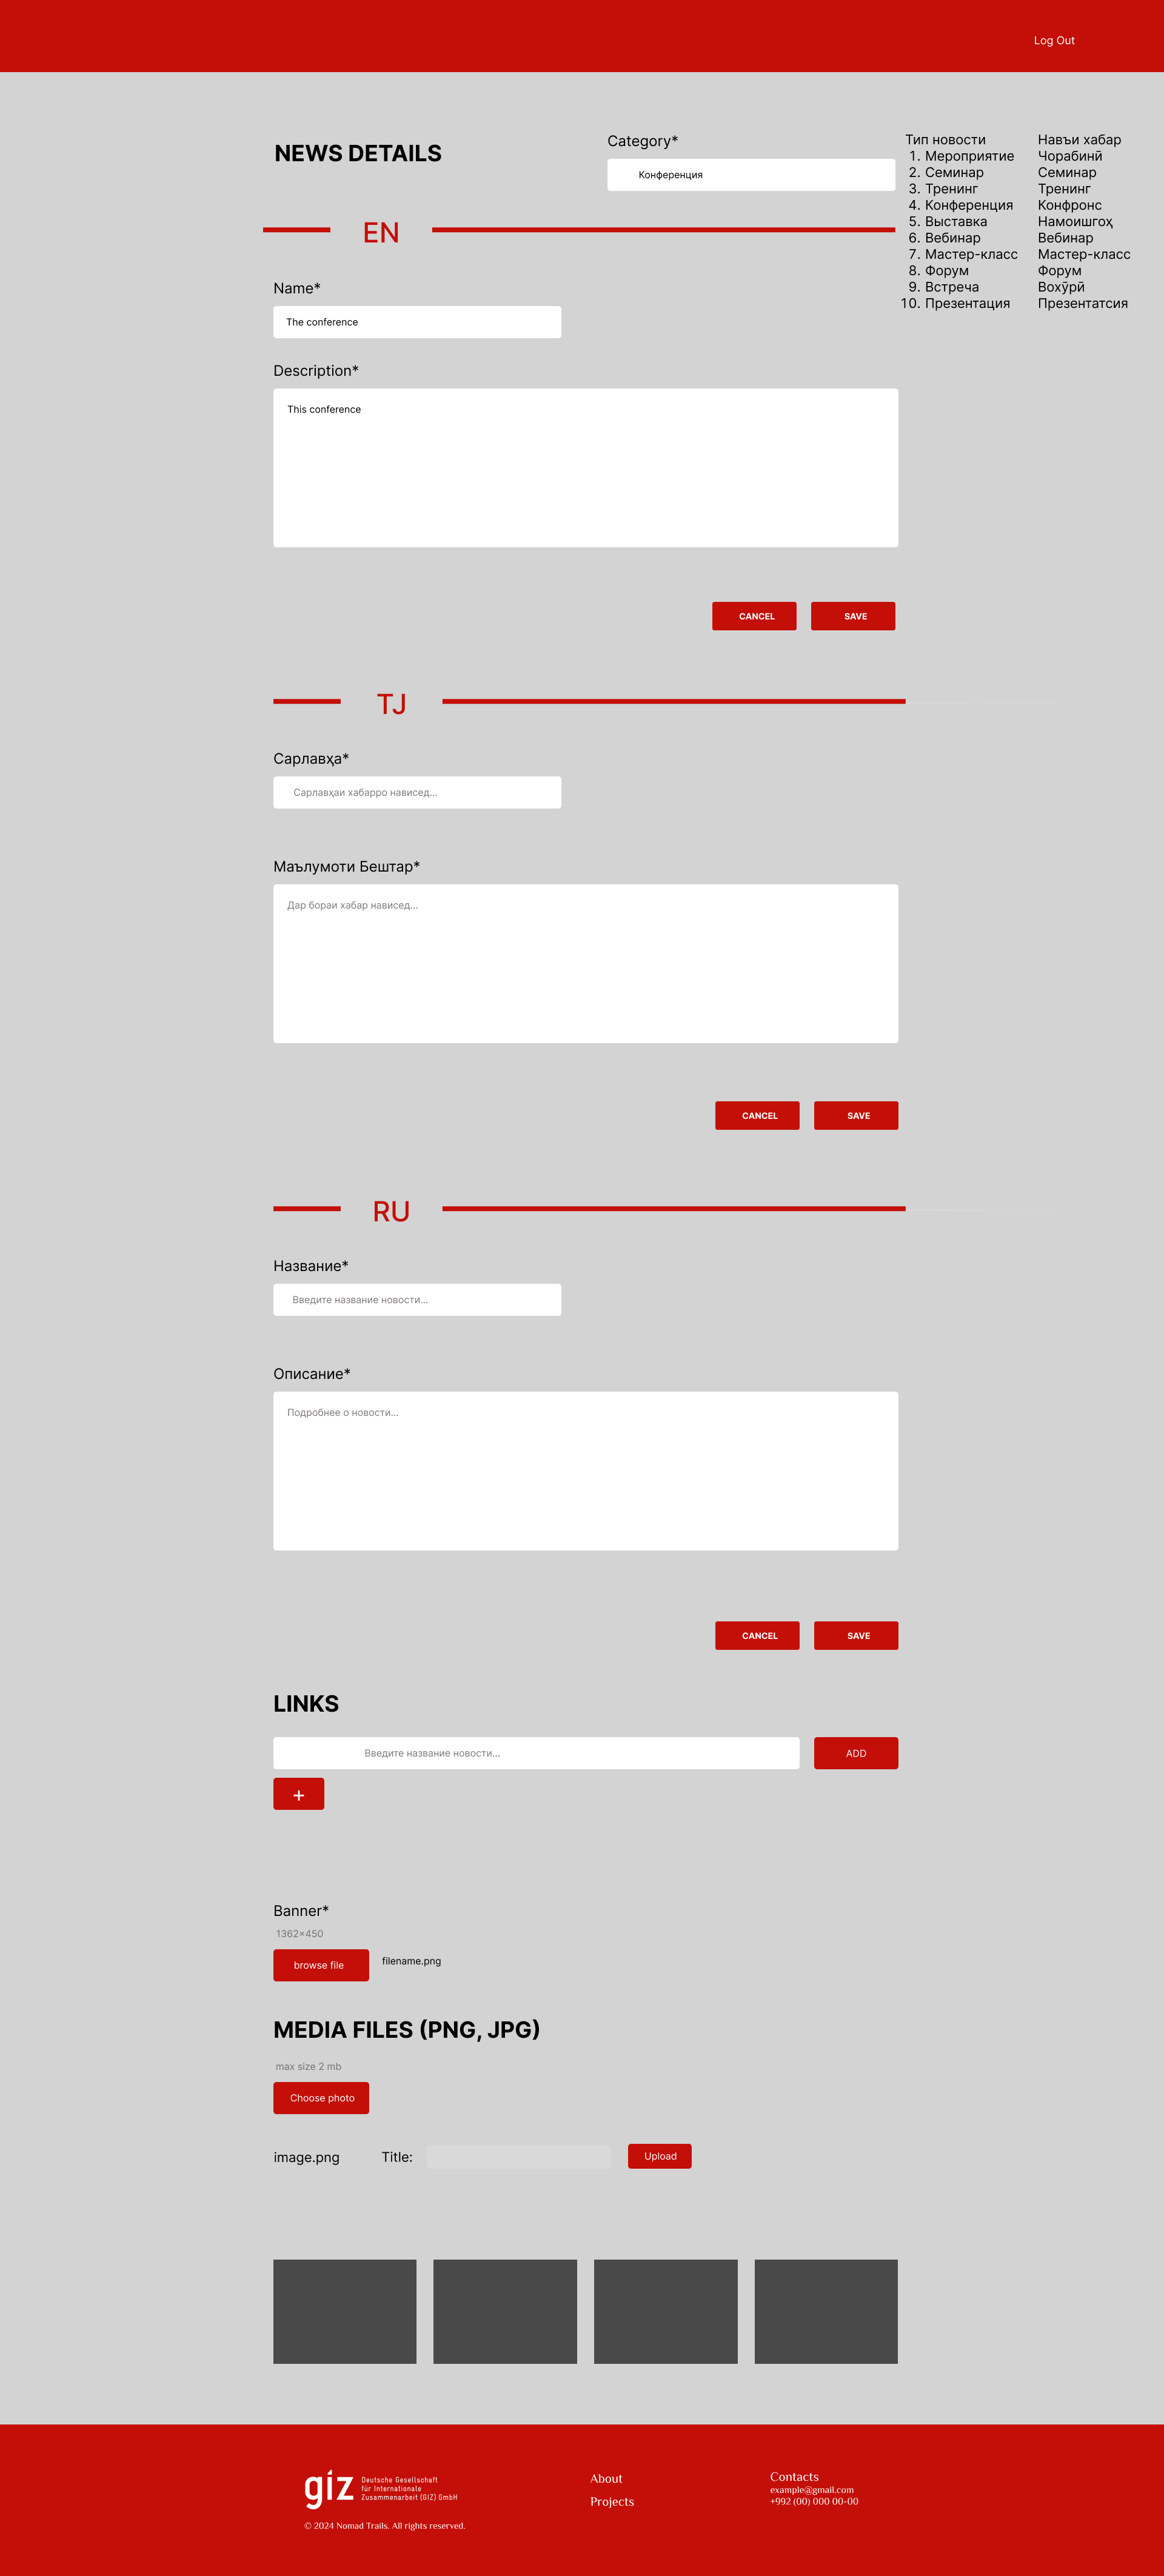 Log Out
NEWS DETAILS
Category*
Конференция
Тип новости
1. Мероприятие
2. Семинар
3. Тренинг
4. Конференция
5. Выставка
6. Вебинар
7. Мастер-класс
8. Форум
9. Встреча
10. Презентация
Навъи хабар
Чорабинӣ
Семинар
Тренинг
Конфронс
Намоишгоҳ
Вебинар
Мастер-класс
Форум
Вохӯрӣ
Презентатсия
EN
Name*
The conference
Description*
This conference
CANCEL
SAVE
TJ
Сарлавҳа*
Сарлавҳаи хабарро нависед...
Маълумоти Бештар*
Дар бораи хабар нависед...
CANCEL
SAVE
RU
Название*
Введите название новости...
Описание*
Подробнее о новости...
CANCEL
SAVE
LINKS
Введите название новости...
ADD
+
Banner*
1362x450
browse file
filename.png
MEDIA FILES (PNG, JPG)
max size 2 mb
Choose photo
image.png
Title:
Upload
giz
Deutsche Gesellschaft
für Internationale
Zusammenarbeit (GIZ) GmbH
© 2024 Nomad Trails. All rights reserved.
About
Projects
Contacts
example@gmail.com
+992 (00) 000 00-00